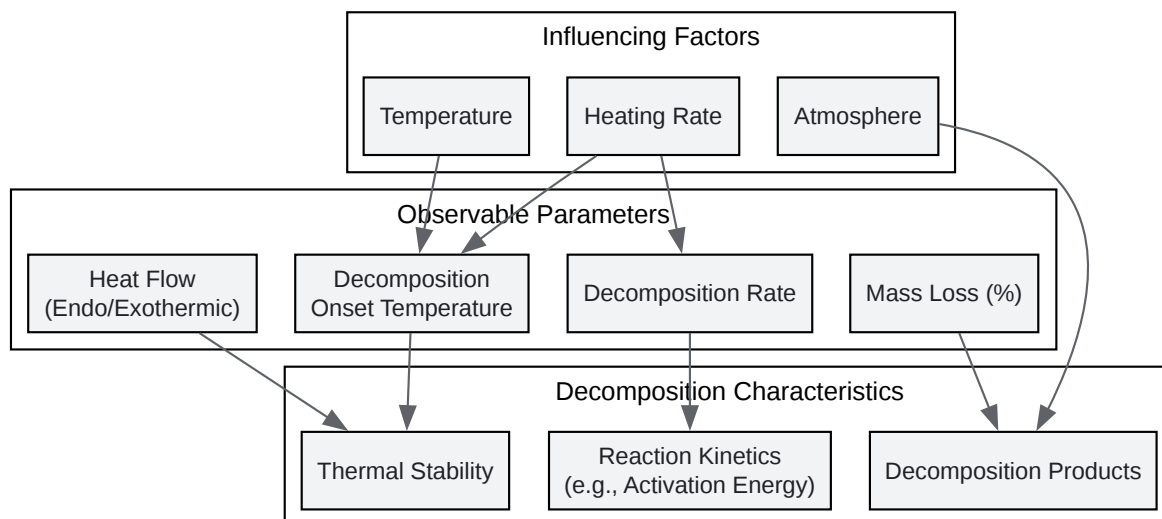 Influencing Factors
Temperature
Heating Rate
Atmosphere
Observable Parameters
Heat Flow
(Endo/Exothermic)
Decomposition
Onset Temperature
Decomposition Rate
Mass Loss (%)
Decomposition Characteristics
Thermal Stability
Reaction Kinetics
(e.g., Activation Energy)
Decomposition Products